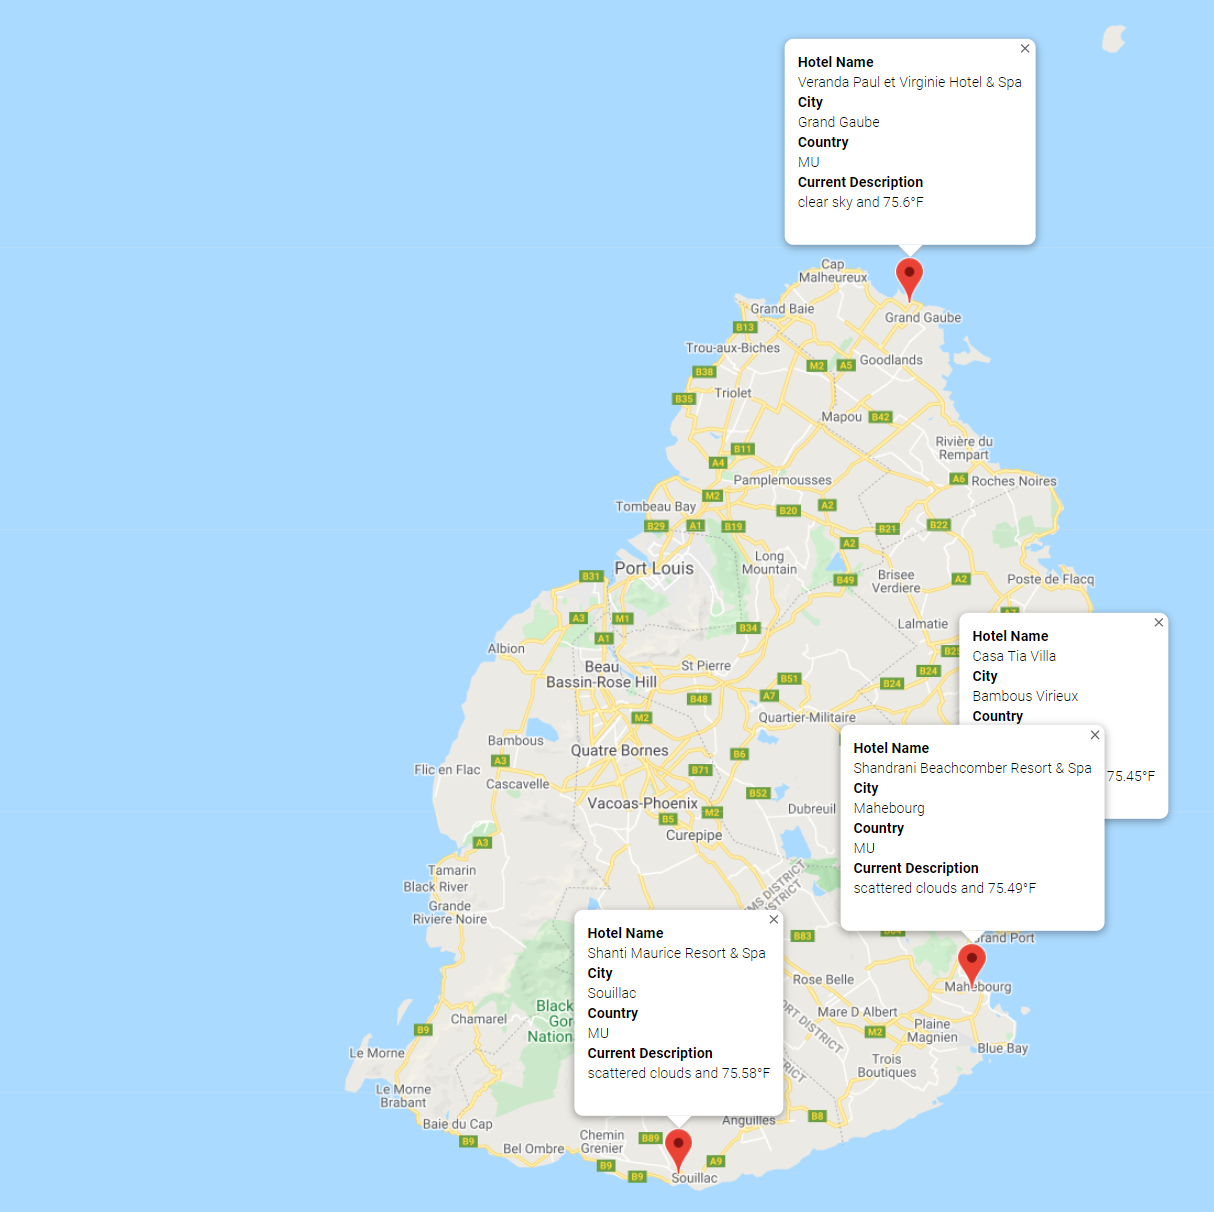 Hotel Name
Veranda Paul et Virginie Hotel & Spa
City
Grand Gaube
Country
MU
Current Description
clear sky and 75.6°F
Cap
Malheureux
Grand Baie
Grand Gaube
B13
Trou-aux-Biches
Goodlands
M2
A5
B38
Triolet
B35
Mapou
B42
Rivière du
Rempart
B11
A4
Pamplemousses
A6
Roches Noires
M2
Tombeau Bay
B20
A2
B29
A1
B19
B21
B22
A2
Long
Mountain
Port Louis
B31
B49
Brisee
Verdiere
A2
Poste de Flacq
A3
M1
A1
B34
Lalmatie
Albion
Beau
Bassin-Rose Hill
St Pierre
B24
B51
B24
B48
A7
M2
Quartier-Militaire
Hotel Name
Casa Tia Villa
City
Bambous Virieux
Country
75.45°F
Bambous
Quatre Bornes
A3
B6
Flic en Flac
B71
Cascavelle
B52
Vacoas-Phoenix
M2
Dubreuil
B5
Curepipe
A3
Hotel Name
Shandrani Beachcomber Resort & Spa
City
Mahebourg
Country
MU
Current Description
scattered clouds and 75.49°F
Tamarin
Black River
Grande
Riviere Noire
B83
Grand Port
Rose Belle
Mahebourg
Mare D Albert
M2
Plaine
Magnien
Blue Bay
Trois
Boutiques
Hotel Name
Shanti Maurice Resort & Spa
City
Souillac
Country
MU
Current Description
scattered clouds and 75.58°F
Black
Chamarel
B9
Le Morne
Le Morne
Brabant
Baie du Cap
B9
Bel Ombre
Chemin
Grenier
B89
Anguilles
B8
A9
B9
B9
Souillac